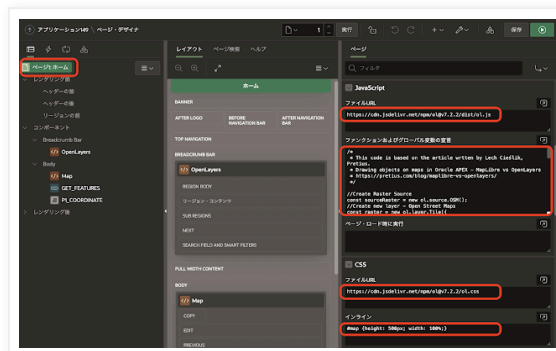 アプリケーション149 \ ページ・デザイナ
1
実行
保存
ページ1: ホーム
レンダリング前
ヘッダーの前
ヘッダーの後
リージョンの前
コンポーネント
Breadcrumb Bar
OpenLayers
Body
Map
GET_FEATURES
P1_COORDINATE
レンダリング後
レイアウト
ページ検索
ヘルプ
ホーム
BANNER
AFTER LOGO
BEFORE NAVIGATION BAR
AFTER NAVIGATION BAR
TOP NAVIGATION
BREADCRUMB BAR
OpenLayers
REGION BODY
リージョン・コンテンツ
SUB REGIONS
NEXT
SEARCH FIELD AND SMART FILTERS
FULL WIDTH CONTENT
BODY
Map
COPY
EDIT
PREVIOUS
ページ
フィルタ
JavaScript
ファイルURL
https://cdn.jsdelivr.net/npm/ol@v7.2.2/dist/ol.js
ファンクションおよびグローバル変数の宣言
/*
* This code is based on the article wrtten by Lech Cieślik,
Pretius.
* Drawing objects on maps in Oracle APEX – MapLibre vs OpenLayers
* https://pretius.com/blog/maplibre-vs-openlayers/
*/
//Create Raster Source
const sourceRaster = new ol.source.OSM();
//Create new layer - Open Street Maps
const raster = new ol.layer.Tile({
ページ・ロード時に実行
CSS
ファイルURL
https://cdn.jsdelivr.net/npm/ol@v7.2.2/ol.css
インライン
#map {height: 500px; width: 100%;}